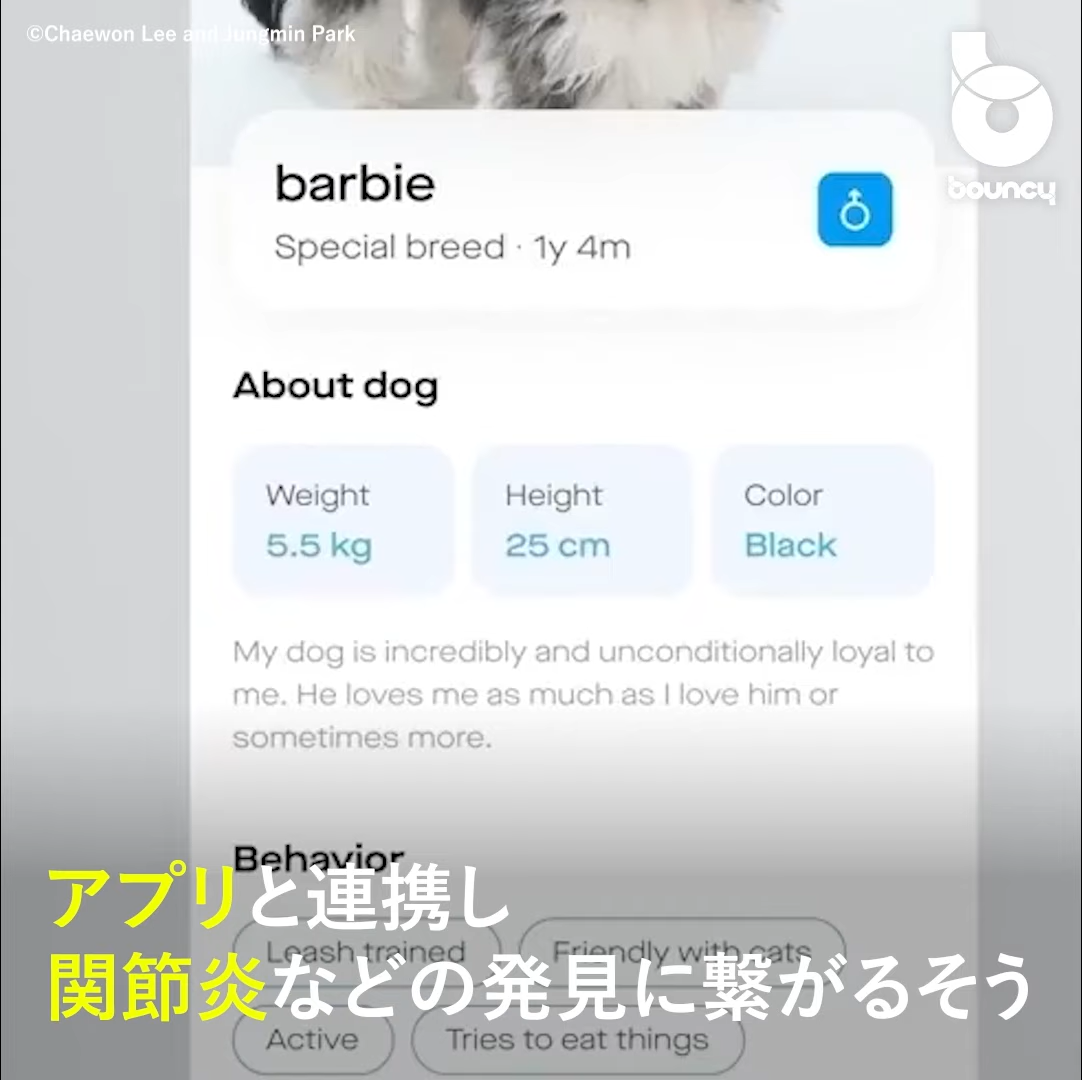 ©Chaewon Lee and Jungmin Park
bouncy
barbie
Special breed · 1y 4m
About dog
Weight
5.5 kg
Height
25 cm
Color
Black
My dog is incredibly and unconditionally loyal to
me. He loves me as much as I love him or
sometimes more.
Behavior
アプリと連携し
Leash trained
Friendly with cats
関節炎などの発見に繋がるそう
Active
Tries to eat things